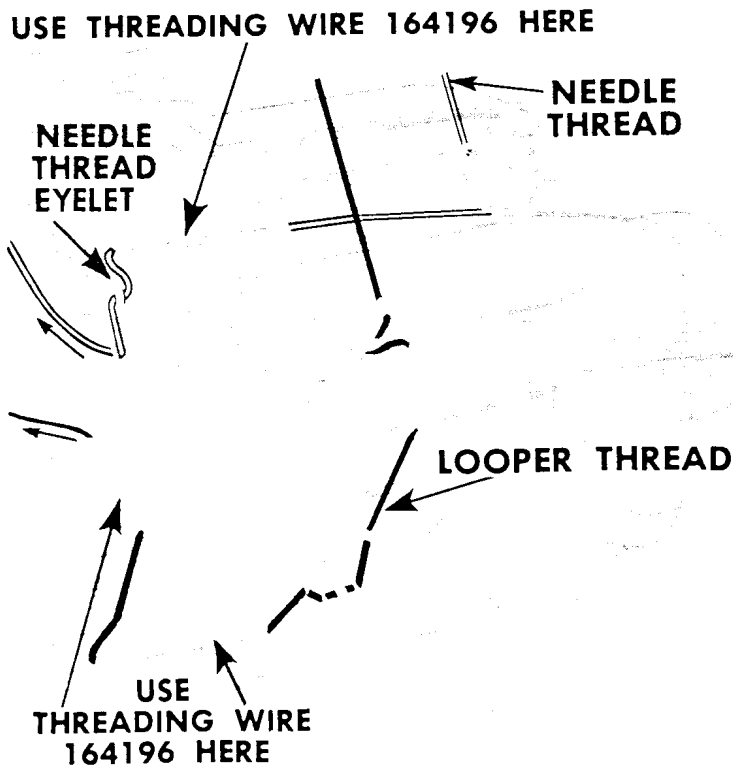 USE THREADING WIRE 164196 HERE
NEEDLE
THREAD
NEEDLE
THREAD
EYELET
LOOPER THREAD
USE
THREADING WIRE
164196 HERE